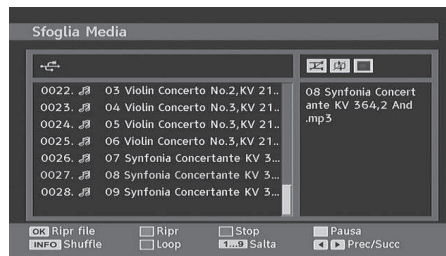 Sfoglia Media
0022. 03 Violin Concerto No.2,KV 21..
0023. 04 Violin Concerto No.3,KV 21..
0024. 05 Violin Concerto No.3,KV 21..
0025. 06 Violin Concerto No.3,KV 21..
0026. 07 Synfonia Concertante KV 3...
0027. 08 Synfonia Concertante KV 3...
0028. 09 Synfonia Concertante KV 3...
08 Synfonia Concert
ante KV 364,2 And
.mp3
OK Ripr file Ripr Stop Pausa
INFO Shuffle Loop 1...9 Salta Prec/Succ